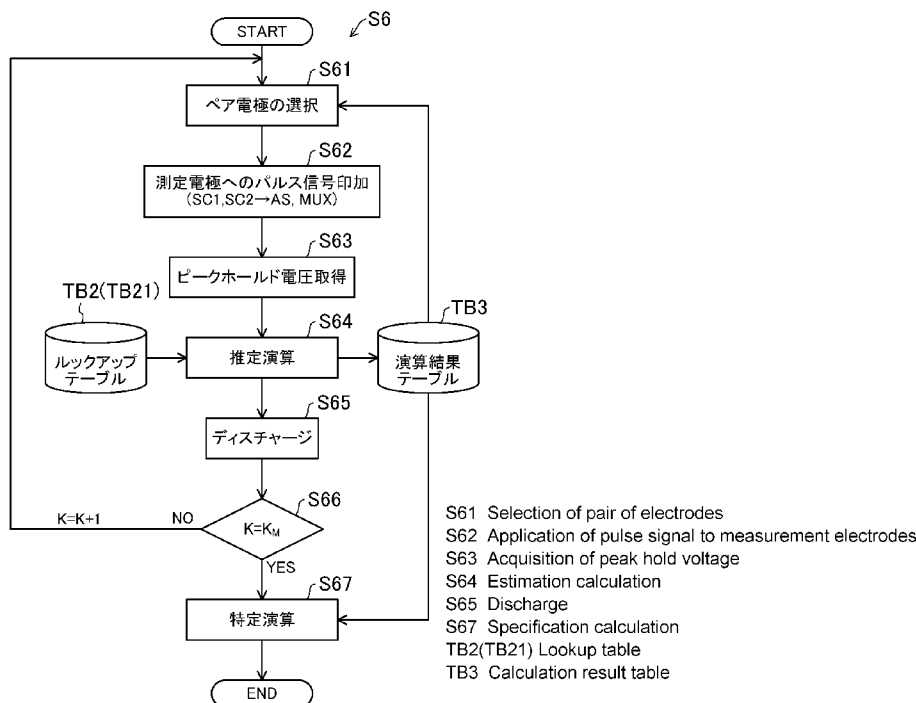 START
S6
S61
ペア電極の選択
S62
測定電極へのパルス信号印加
(SC1,SC2→AS, MUX)
S63
ピークホールド電圧取得
TB2(TB21)
ルックアップ
テーブル
S64
推定演算
TB3
演算結果
テーブル
S65
ディスチャージ
S66
K=K+1
NO
K=KM
YES
S67
特定演算
END
S61 Selection of pair of electrodes
S62 Application of pulse signal to measurement electrodes
S63 Acquisition of peak hold voltage
S64 Estimation calculation
S65 Discharge
S67 Specification calculation
TB2(TB21) Lookup table
TB3 Calculation result table